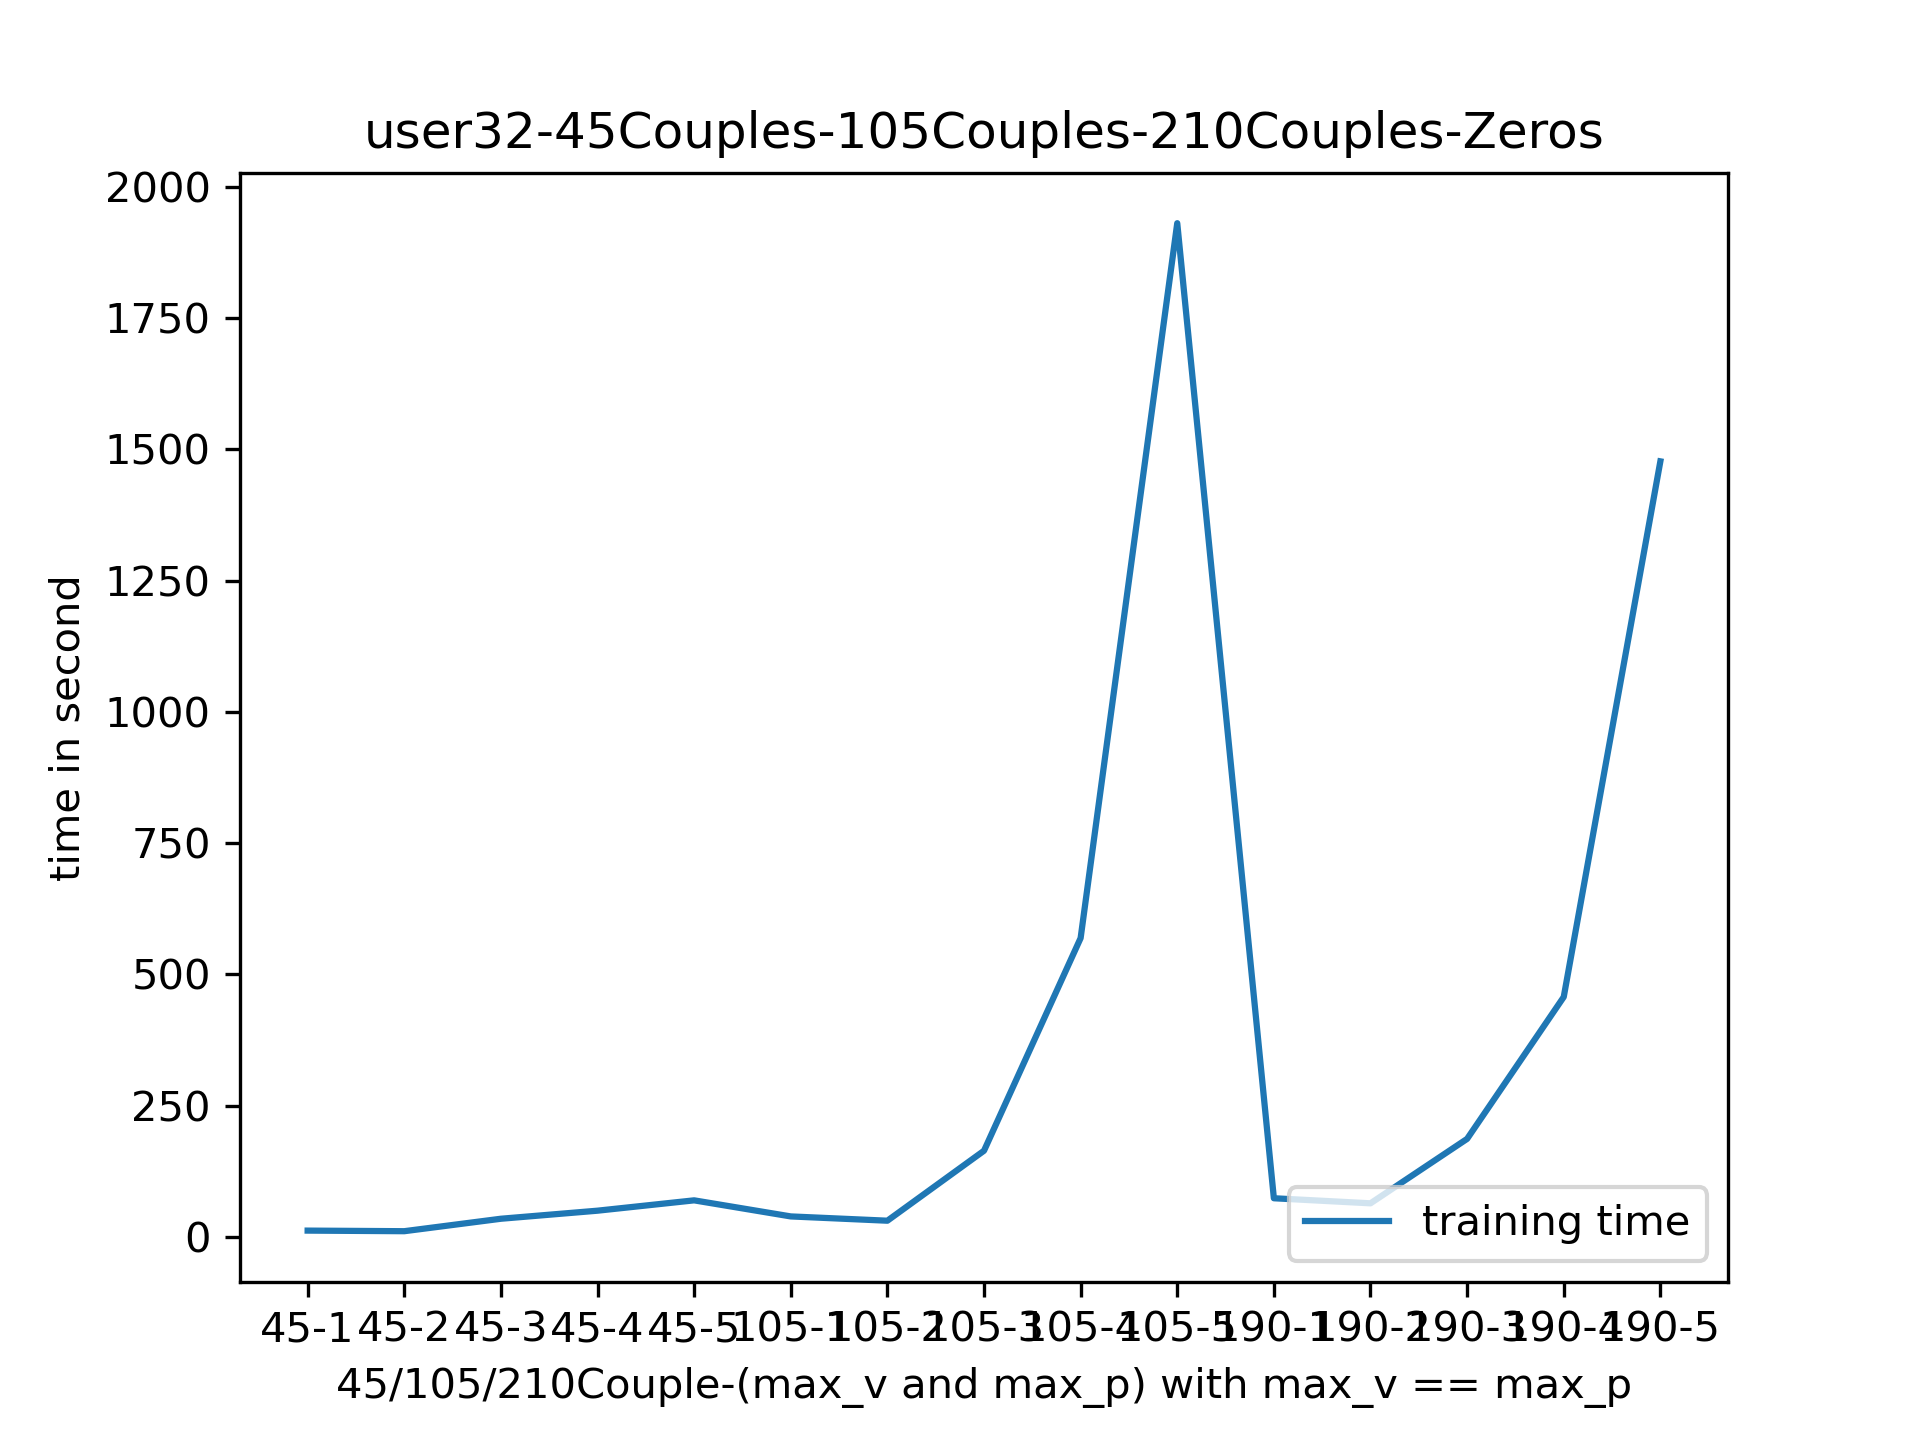 user32-45Couples-105Couples-210Couples-Zeros
2000
1750
1500
1250
1000
750
500
250
0
time in second
training time
45-1 45-2 45-3 45-4 45-5 105-1 105-2 105-3 105-4 105-5 190-1 190-2 190-3 190-4 190-5
45/105/210Couple-(max_v and max_p) with max_v == max_p